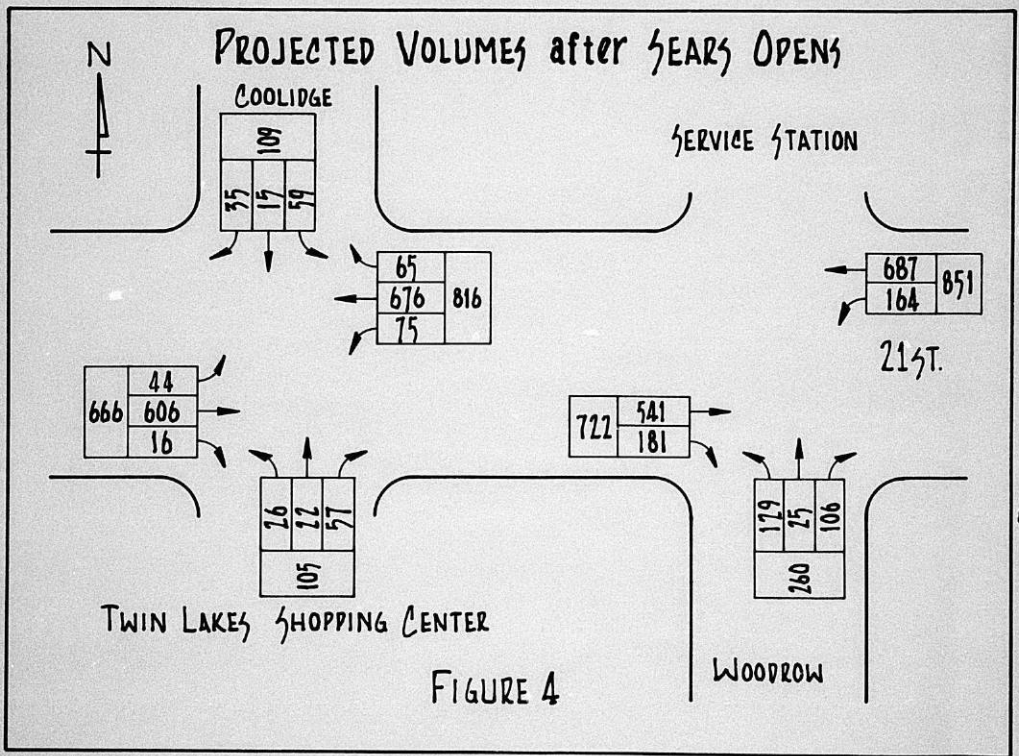 PROJECTED VOLUMES after SEARS OPENS
N
COOLIDGE
109
35 15 59
SERVICE STATION
65
676 816
75
687 851
164
21 ST.
44
666 606
16
541
722
181
26 22 57
105
129 25 106
260
TWIN LAKES SHOPPING CENTER
WOODROW
FIGURE 4